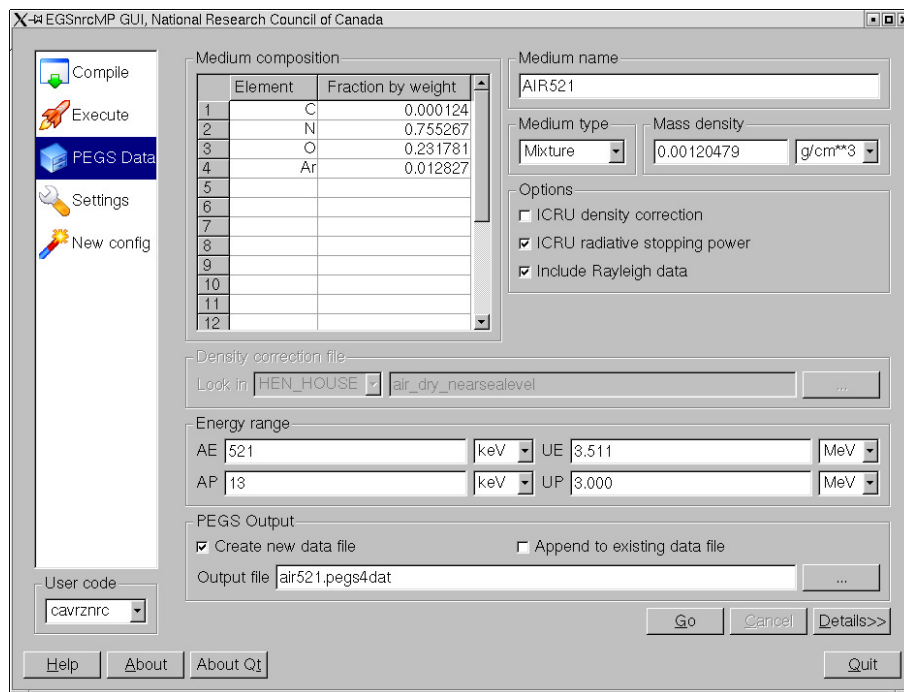 EGSnrcMP GUI, National Research Council of Canada
Compile
Execute
PEGS Data
Settings
New config
User code
cavrznrc
Medium composition
Element Fraction by weight
1 C 0.000124
2 N 0.755267
3 O 0.231781
4 Ar 0.012827
5
6
7
8
9
10
11
12
Medium name
AIR521
Medium type
Mixture
Mass density
0.00120479 g/cm**3
Options
ICRU density correction
ICRU radiative stopping power
Include Rayleigh data
Density correction file
Look in HEN_HOUSE air_dry_nearsealevel ...
Energy range
AE 521 keV UE 3.511 MeV
AP 13 keV UP 3.000 MeV
PEGS Output
Create new data file Append to existing data file
Output file air521.pegs4dat ...
Go Cancel Details>>
Help About About Qt Quit